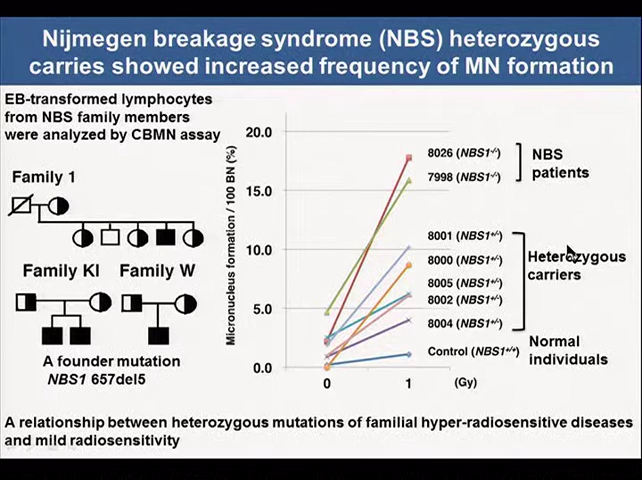 Nijmegen breakage syndrome (NBS) heterozygous
carries showed increased frequency of MN formation
EB-transformed lymphocytes
from NBS family members
were analyzed by CBMN assay
Family 1
Family KI Family W
A founder mutation
NBS1 657del5
Micronucleus formation / 100 BN (%)
20.0
15.0
10.0
5.0
0.0
0 1 (Gy)
8026 (NBS1-/-)
7998 (NBS1-/-)
NBS
patients
8001 (NBS1+/-)
8000 (NBS1+/-)
8005 (NBS1+/-)
8002 (NBS1+/-)
8004 (NBS1+/-)
Heterozygous
carriers
Control (NBS1+/+)
Normal
individuals
A relationship between heterozygous mutations of familial hyper-radiosensitive diseases
and mild radiosensitivity